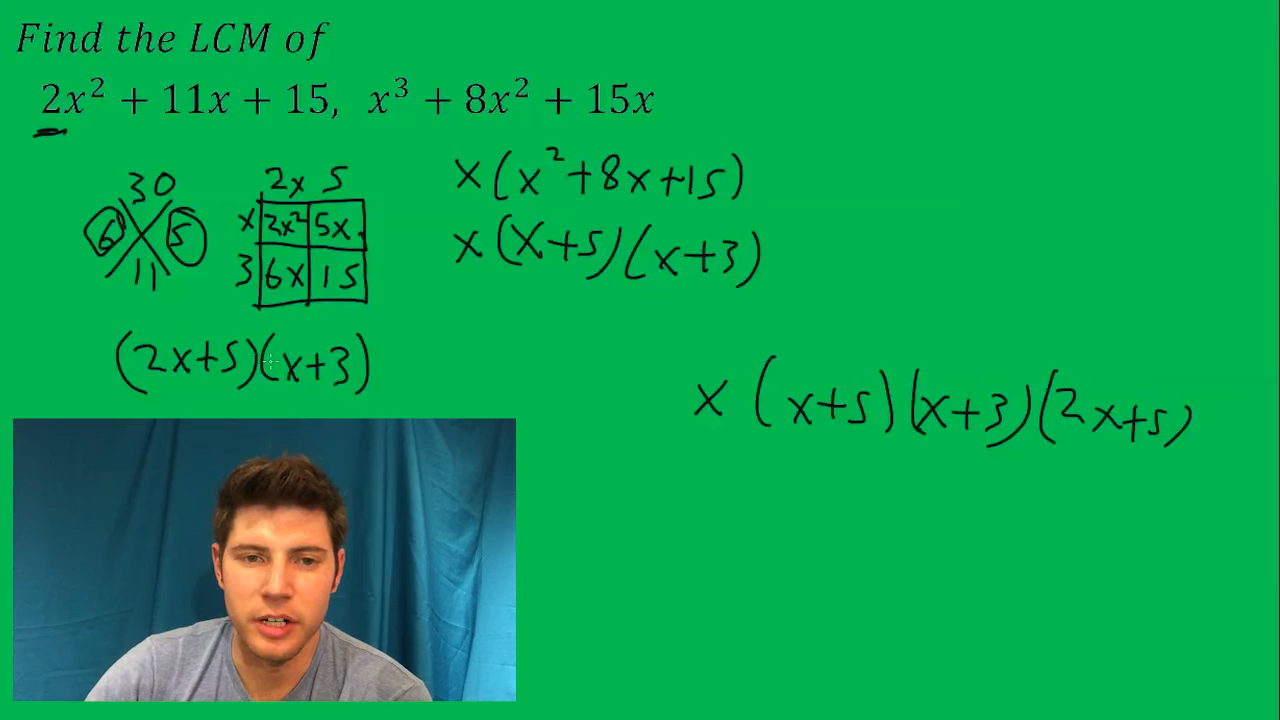 Find the LCM of
2x² + 11x + 15, x³ + 8x² + 15x
30
6 5
11
2x 5
x 2x² 5x
3 6x 15
(2x+5)(x+3)
x(x²+8x+15)
x(x+5)(x+3)
x(x+5)(x+3)(2x+5)